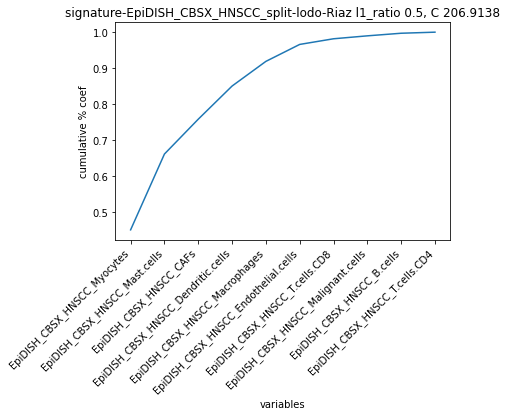 signature-EpiDISH_CBSX_HNSCC_split-lodo-Riaz l1_ratio 0.5, C 206.9138
cumulative % coef
1.0
0.9
0.8
0.7
0.6
0.5
EpiDISH_CBSX_HNSCC_Myocytes
EpiDISH_CBSX_HNSCC_Mast.cells
EpiDISH_CBSX_HNSCC_CAFs
EpiDISH_CBSX_HNSCC_Dendritic.cells
EpiDISH_CBSX_HNSCC_Macrophages
EpiDISH_CBSX_HNSCC_Endothelial.cells
EpiDISH_CBSX_HNSCC_T.cells.CD8
EpiDISH_CBSX_HNSCC_Malignant.cells
EpiDISH_CBSX_HNSCC_B.cells
EpiDISH_CBSX_HNSCC_T.cells.CD4
variables